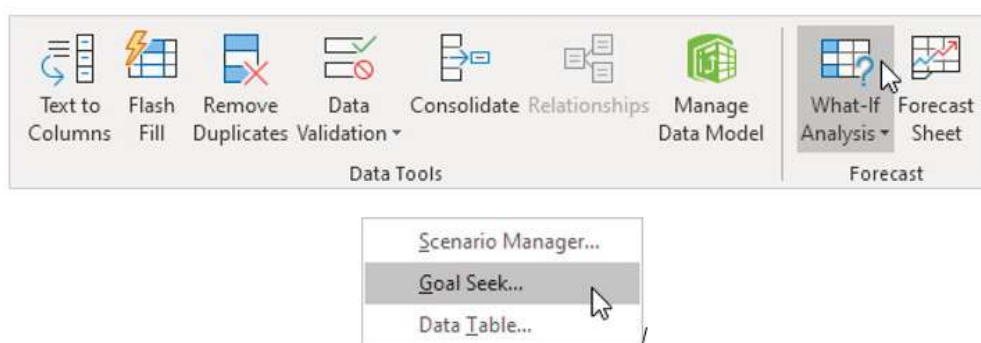 Text to Flash Remove Data Consolidate Relationships Manage What-If Forecast
Columns Fill Duplicates Validation Data Model Analysis Sheet
Data Tools Forecast
Scenario Manager...
Goal Seek...
Data Table...
/